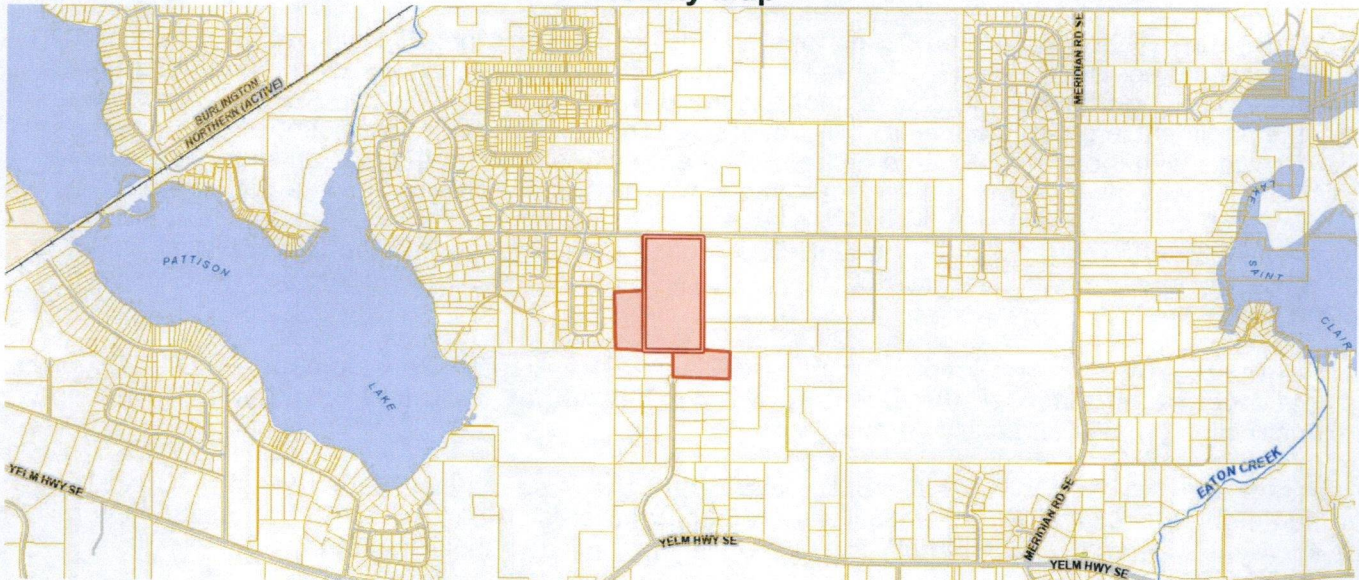 MERIDIAN RD SE
BURLINGTON
NORTHERN (ACTIVE)
LAKE
PATTISON
SAINT
CLAIR
LAKE
EATON CREEK
YELM HWY SE
YELM HWY SE
MERIDIAN RD SE
YELM HWY SE